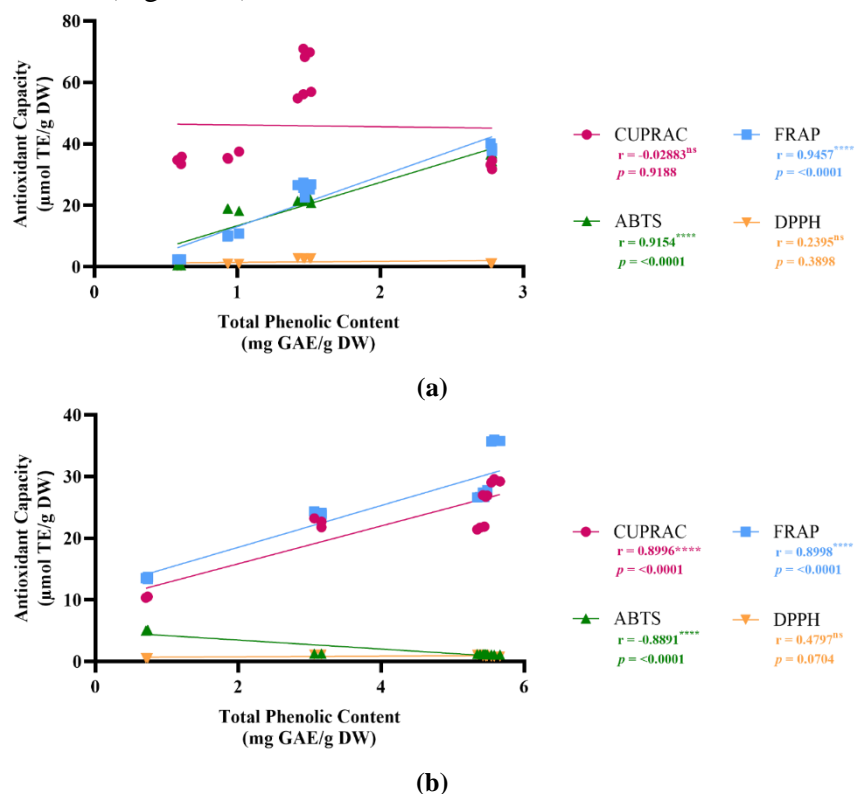 80
60
40
20
0
Antioxidant Capacity
(µmol TE/g DW)
0 1 2 3
Total Phenolic Content
(mg GAE/g DW)
CUPRAC
r = -0.02883ns
p = 0.9188
FRAP
r = 0.9457****
p = <0.0001
ABTS
r = 0.9154****
p = <0.0001
DPPH
r = 0.2395ns
p = 0.3898
(a)
40
30
20
10
0
Antioxidant Capacity
(µmol TE/g DW)
0 2 4 6
Total Phenolic Content
(mg GAE/g DW)
CUPRAC
r = 0.8996****
p = <0.0001
FRAP
r = 0.8998****
p = <0.0001
ABTS
r = -0.8891****
p = <0.0001
DPPH
r = 0.4797ns
p = 0.0704
(b)